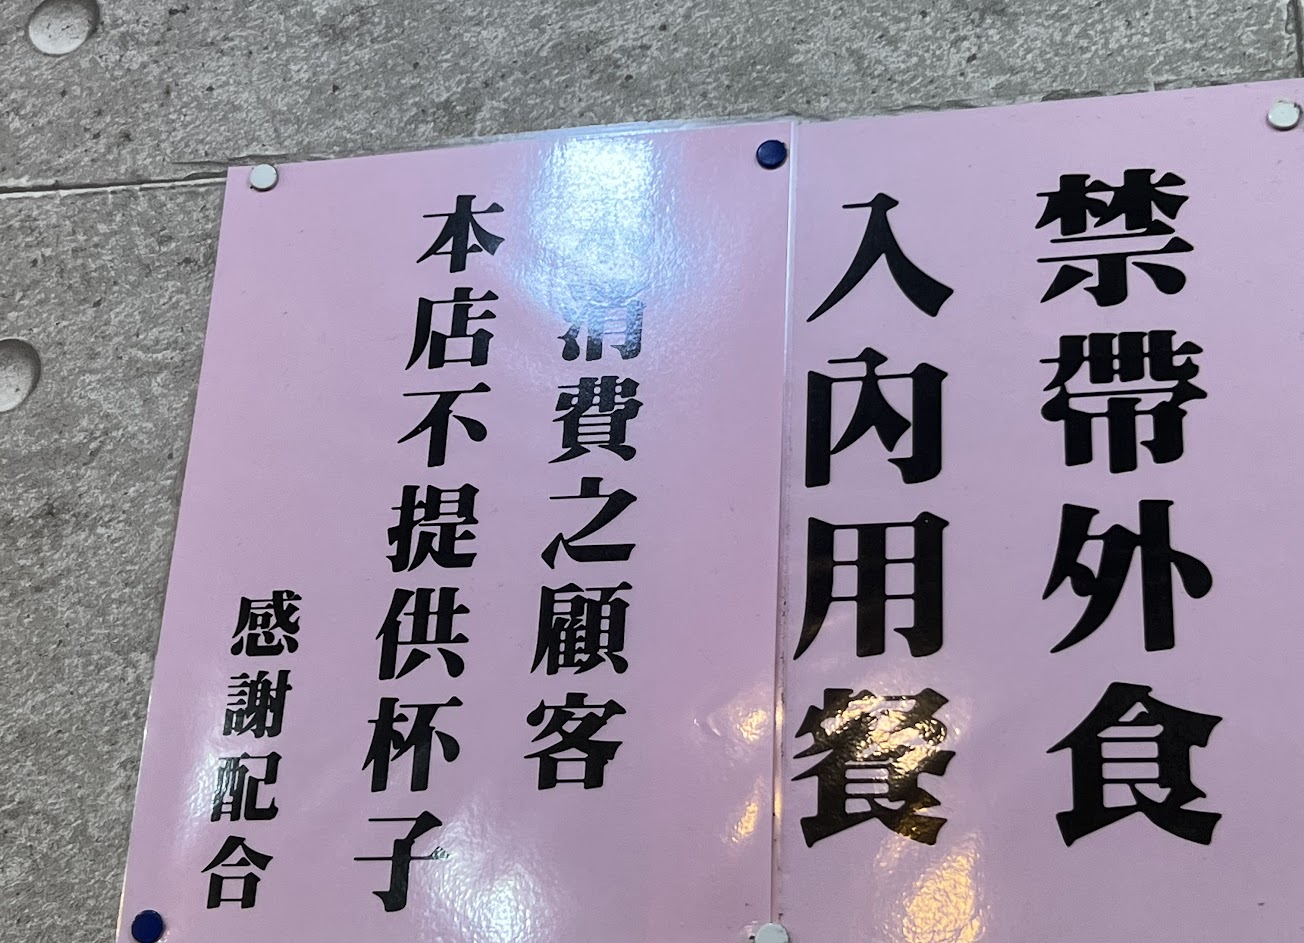 禁帶外食
入內用餐
消費之顧客
本店不提供杯子
感謝配合